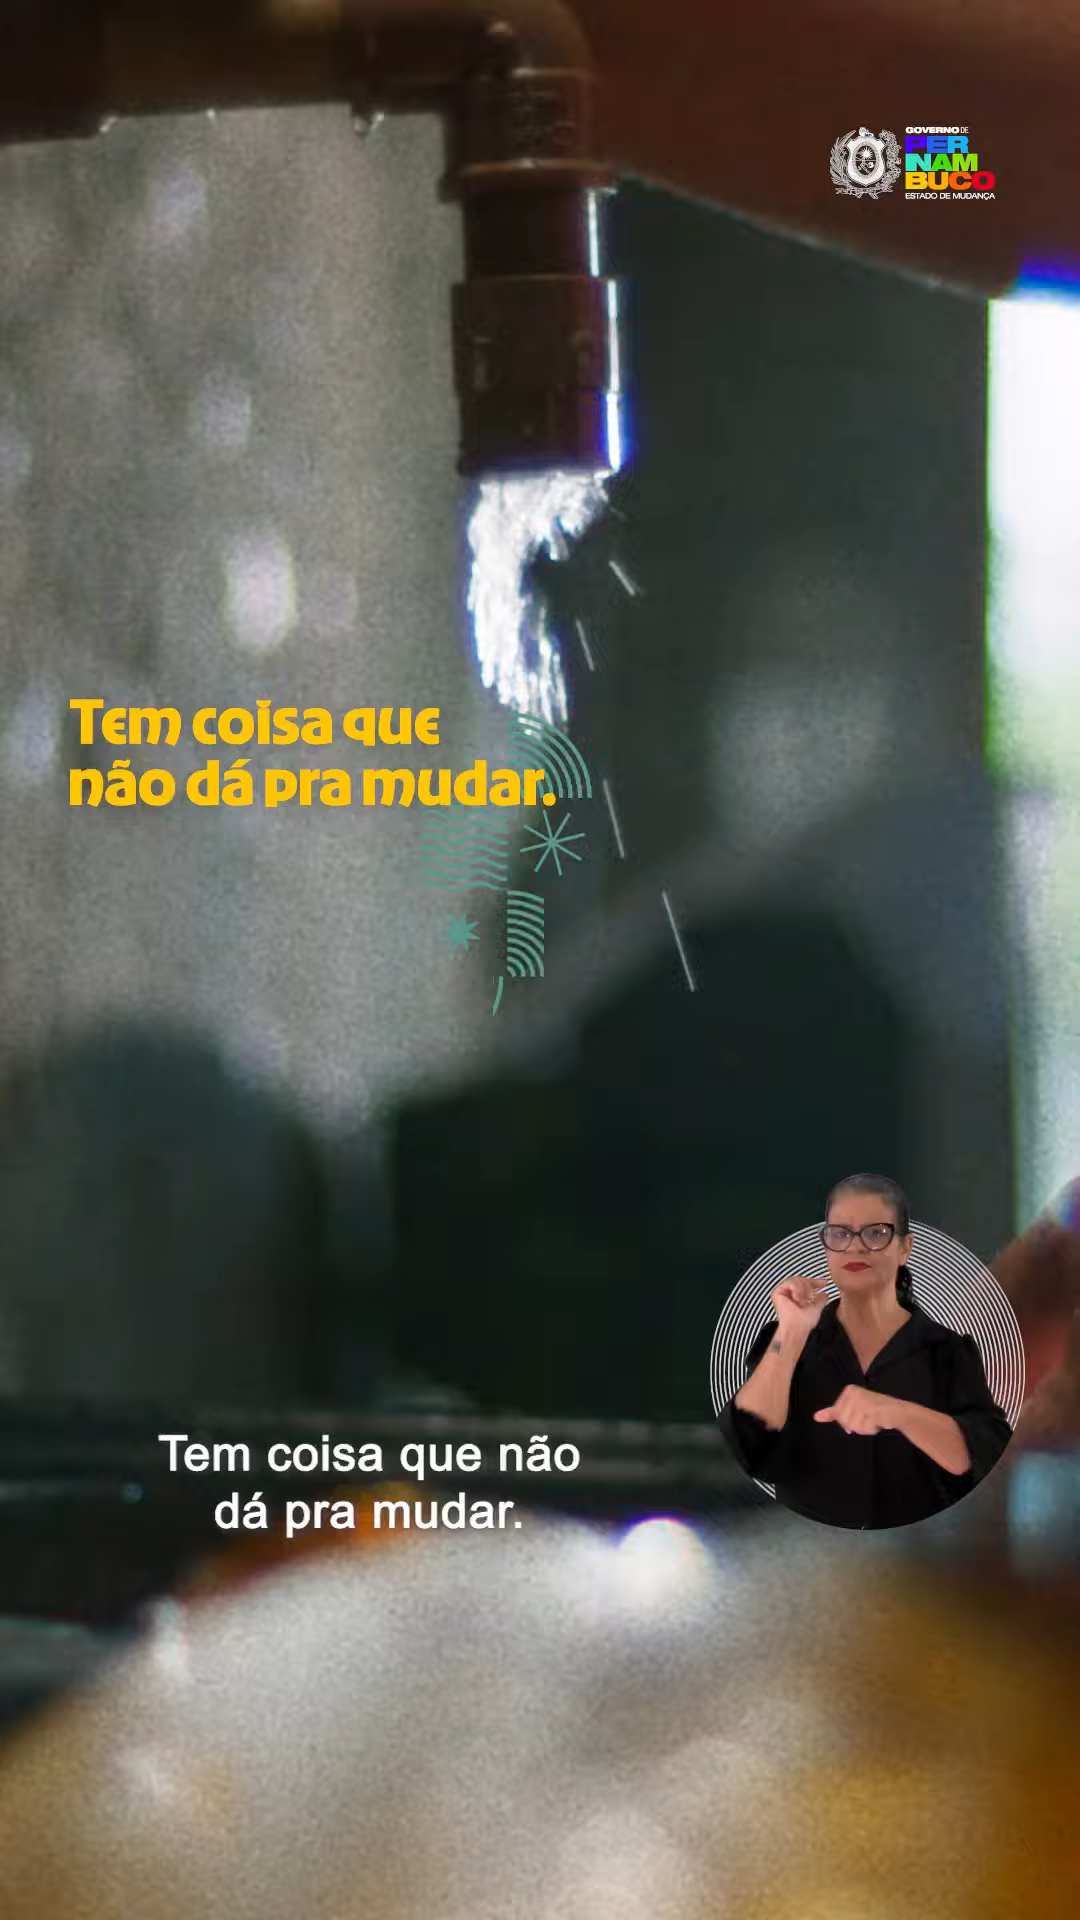 GOVERNO DE
PER
NAM
BUCO
ESTADO DE MUDANÇA
Tem coisa que
não dá pra mudar.
Tem coisa que não
dá pra mudar.